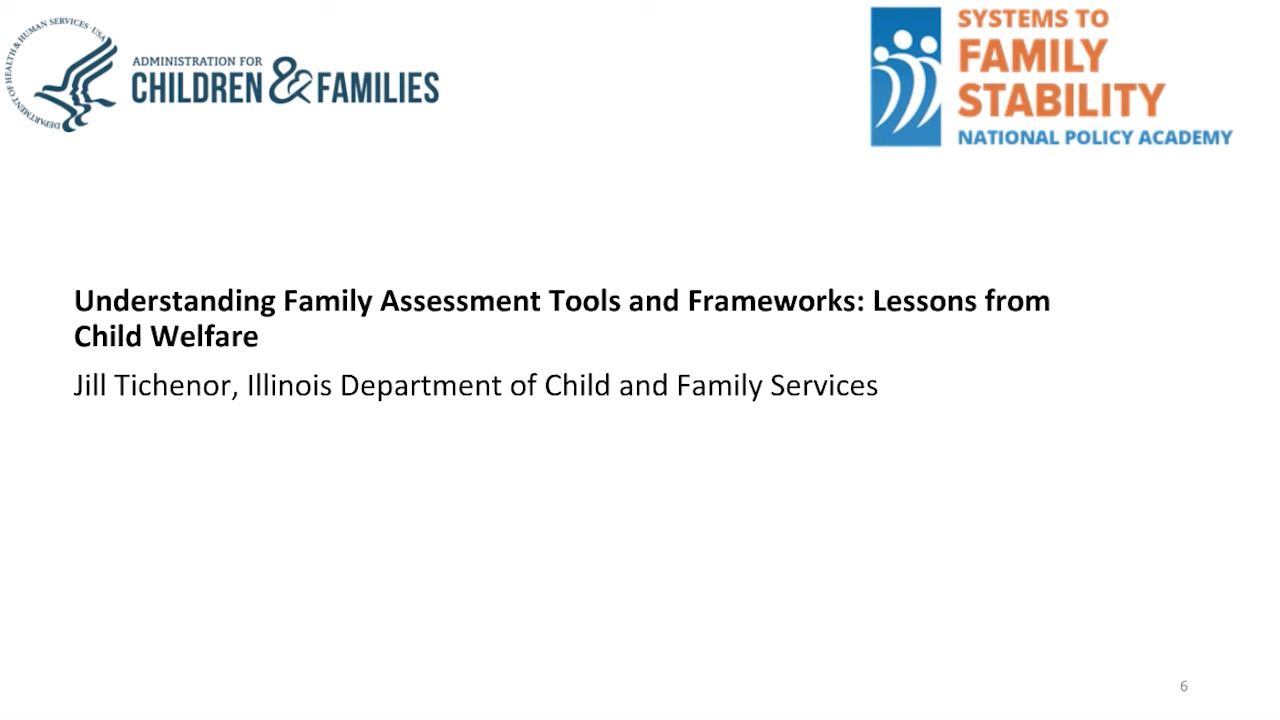 DEPARTMENT OF HEALTH & HUMAN SERVICES · USA
ADMINISTRATION FOR
CHILDREN & FAMILIES
SYSTEMS TO
FAMILY
STABILITY
NATIONAL POLICY ACADEMY
Understanding Family Assessment Tools and Frameworks: Lessons from
Child Welfare
Jill Tichenor, Illinois Department of Child and Family Services
6